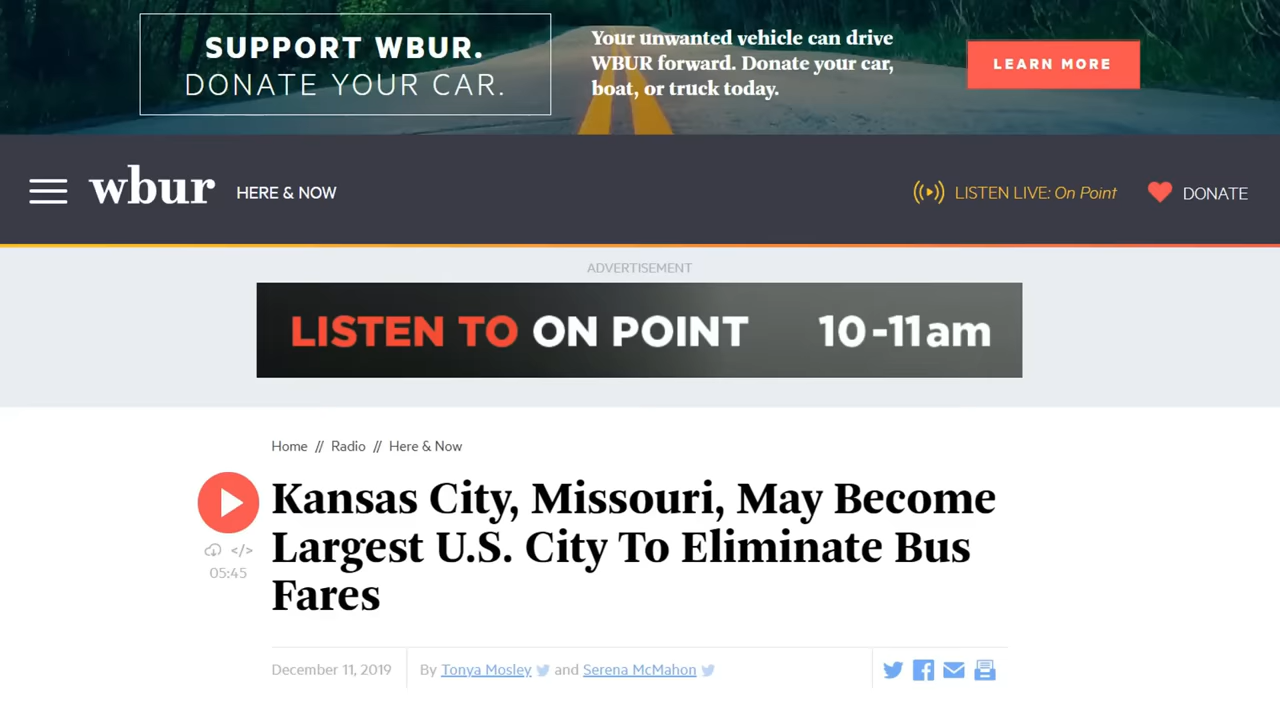 SUPPORT WBUR.
DONATE YOUR CAR.
Your unwanted vehicle can drive
WBUR forward. Donate your car,
boat, or truck today.
LEARN MORE
wbur
HERE & NOW
LISTEN LIVE: On Point
DONATE
ADVERTISEMENT
LISTEN TO ON POINT 10-11am
Home // Radio // Here & Now
Kansas City, Missouri, May Become
Largest U.S. City To Eliminate Bus
Fares
</>
05:45
December 11, 2019
By Tonya Mosley and Serena McMahon